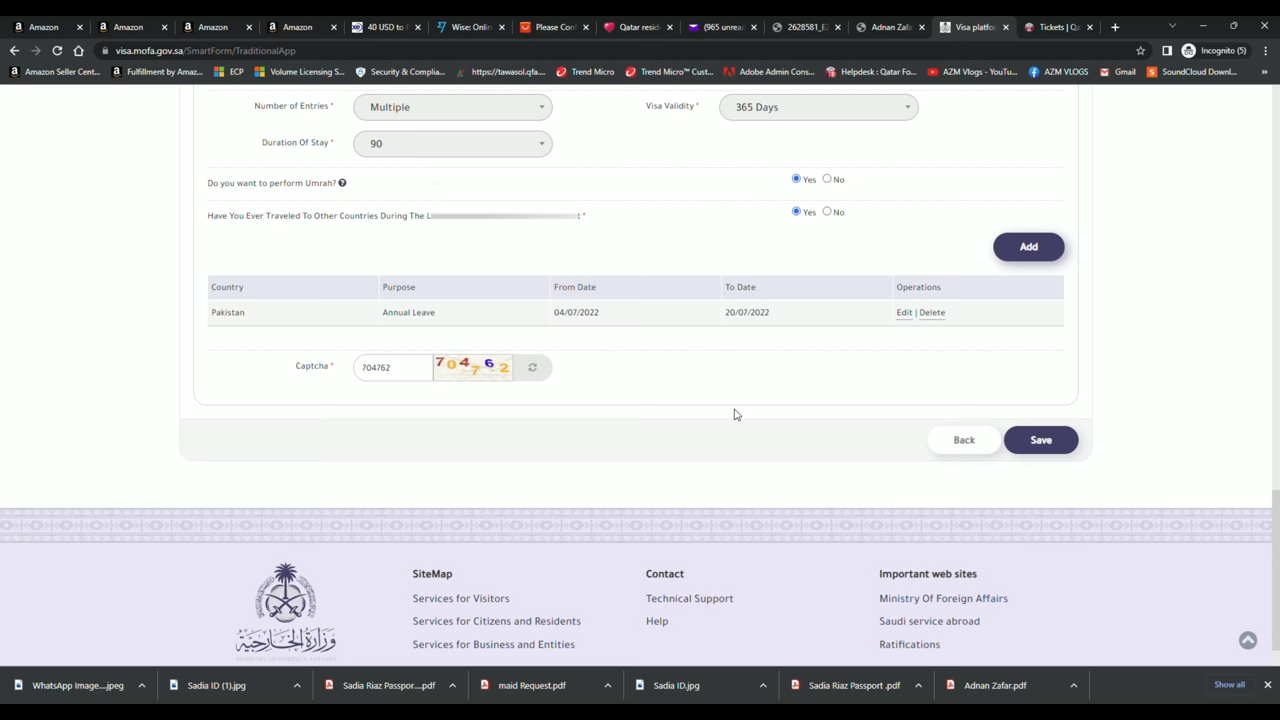 Amazon
Amazon
Amazon
Amazon
40 USD to
Wise: Onlin
Please Con
Qatar resid
(965 unrea
2628581_E
Adnan Zafa
Visa platfor
Tickets | Q
visa.mofa.gov.sa/SmartForm/TraditionalApp
Incognito (5)
Amazon Seller Cent...
Fulfillment by Amaz...
ECP
Volume Licensing S...
Security & Complia...
https://tawasol.qfa....
Trend Micro
Trend Micro™ Cust...
Adobe Admin Cons...
Helpdesk : Qatar Fo...
AZM Vlogs - YouTu...
AZM VLOGS
Gmail
SoundCloud Downl...
»
Number of Entries *
Multiple
Visa Validity *
365 Days
Duration Of Stay *
90
Do you want to perform Umrah?
Yes No
Have You Ever Traveled To Other Countries During The
Yes No
Add
Country Purpose From Date To Date Operations
Pakistan Annual Leave 04/07/2022 20/07/2022 Edit | Delete
Captcha *
704762
704762
Back
Save
SiteMap
Services for Visitors
Services for Citizens and Residents
Services for Business and Entities
Contact
Technical Support
Help
Important web sites
Ministry Of Foreign Affairs
Saudi service abroad
Ratifications
وزارة الخارجية
MINISTRY OF FOREIGN AFFAIRS
WhatsApp Image....jpeg
Sadia ID (1).jpg
Sadia Riaz Passpor....pdf
maid Request.pdf
Sadia ID.jpg
Sadia Riaz Passport .pdf
Adnan Zafar.pdf
Show all